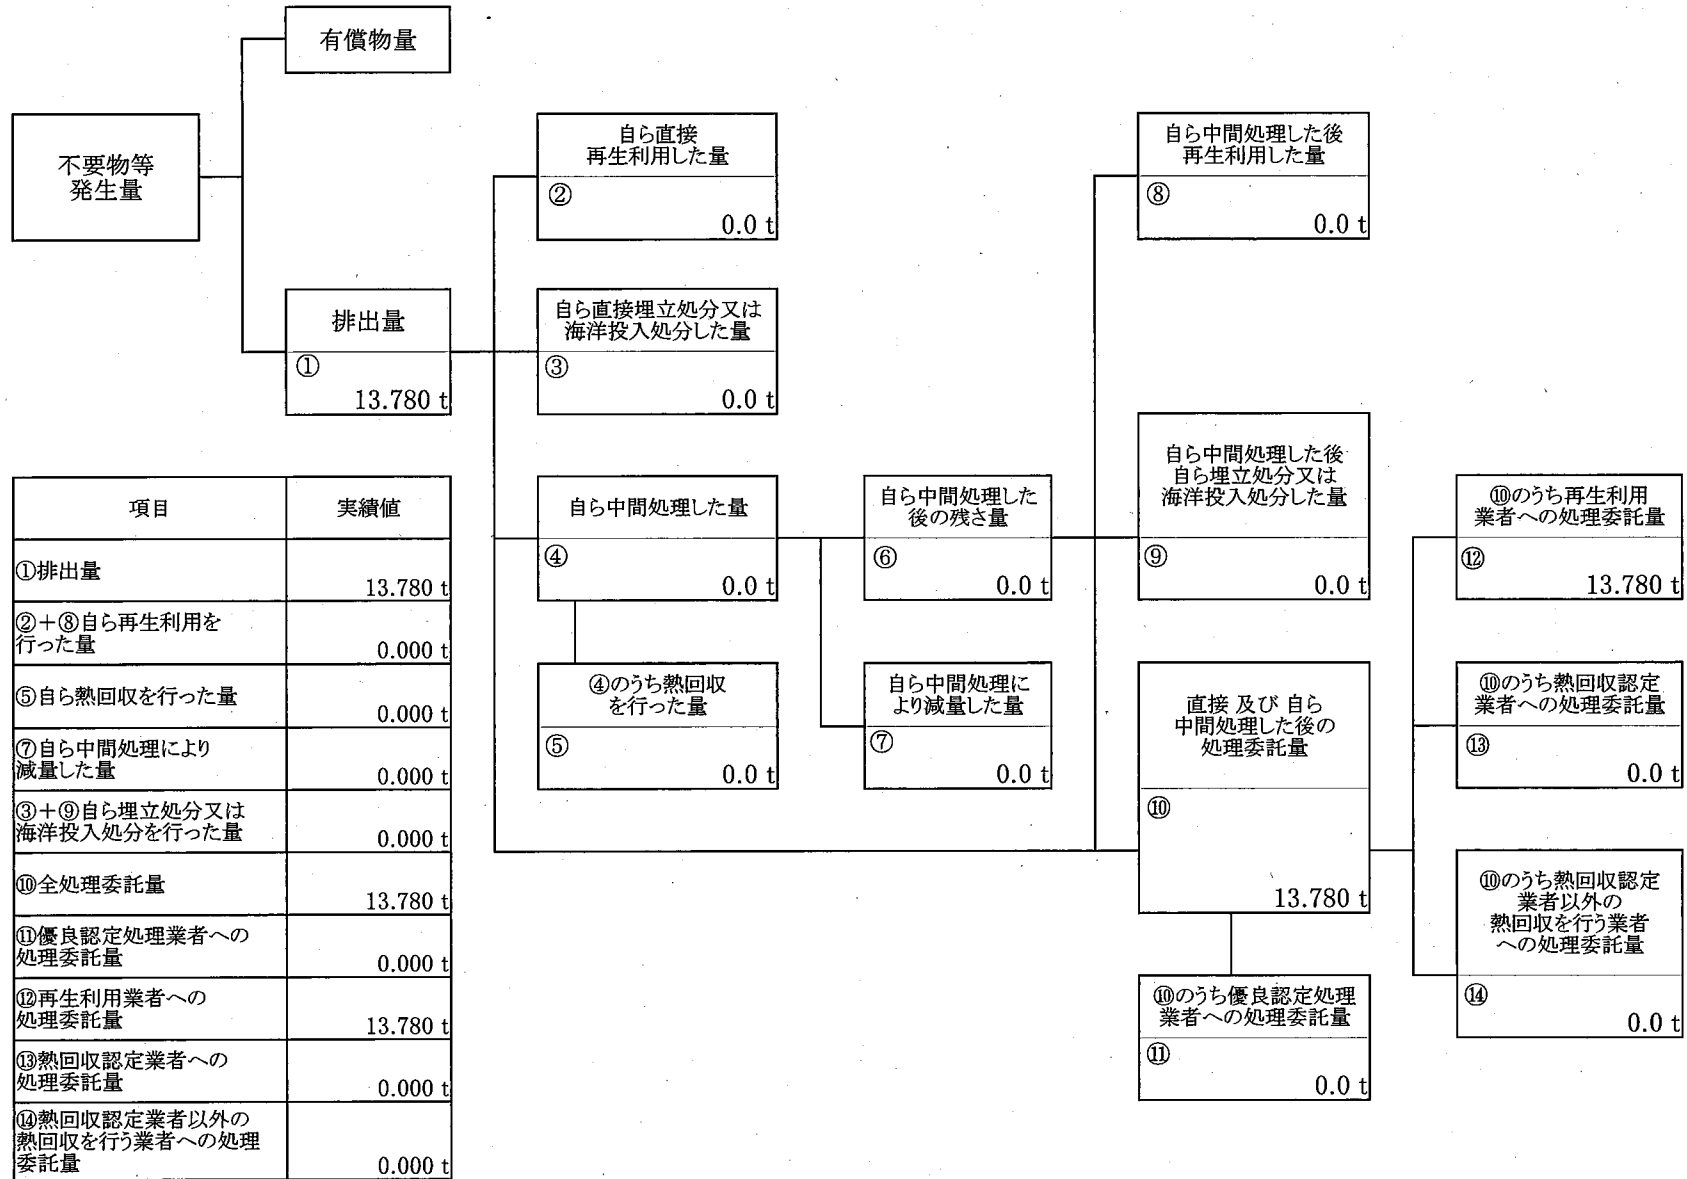 有償物量
不要物等
発生量
排出量
①
13.780 t
自ら直接
再生利用した量
②
0.0 t
自ら直接埋立処分又は
海洋投入処分した量
③
0.0 t
自ら中間処理した量
④
0.0 t
④のうち熱回収
を行った量
⑤
0.0 t
自ら中間処理した
後の残さ量
⑥
0.0 t
自ら中間処理に
より減量した量
⑦
0.0 t
自ら中間処理した後
再生利用した量
⑧
0.0 t
自ら中間処理した後
自ら埋立処分又は
海洋投入処分した量
⑨
0.0 t
直接 及び 自ら
中間処理した後の
処理委託量
⑩
13.780 t
⑩のうち優良認定処理
業者への処理委託量
⑪
0.0 t
⑩のうち再生利用
業者への処理委託量
⑫
13.780 t
⑩のうち熱回収認定
業者への処理委託量
⑬
0.0 t
⑩のうち熱回収認定
業者以外の
熱回収を行う業者
への処理委託量
⑭
0.0 t
項目 実績値
①排出量
13.780 t
②＋⑧自ら再生利用を
行った量
0.000 t
⑤自ら熱回収を行った量
0.000 t
⑦自ら中間処理により
減量した量
0.000 t
③＋⑨自ら埋立処分又は
海洋投入処分を行った量
0.000 t
⑩全処理委託量
13.780 t
⑪優良認定処理業者への
処理委託量
0.000 t
⑫再生利用業者への
処理委託量
13.780 t
⑬熱回収認定業者への
処理委託量
0.000 t
⑭熱回収認定業者以外の
熱回収を行う業者への処理
委託量
0.000 t